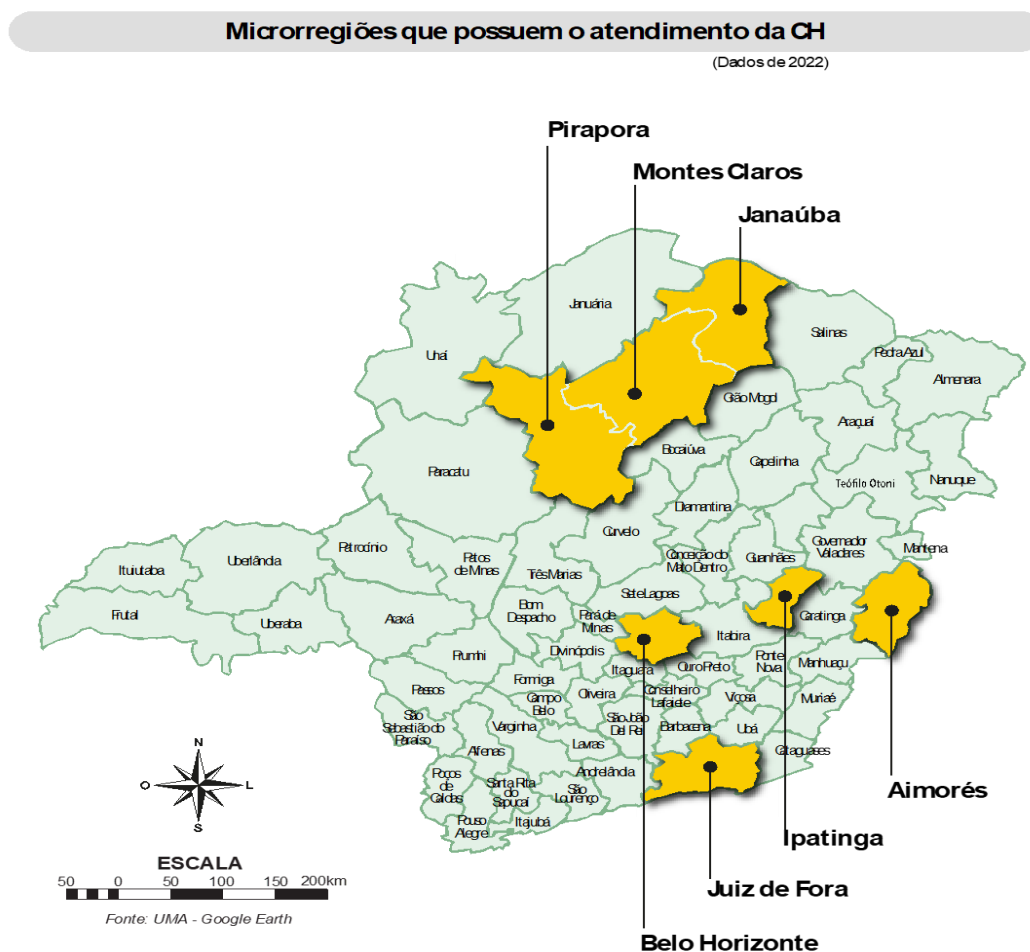 Microrregiões que possuem o atendimento da CH
(Dados de 2022)
Pirapora
Montes Claros
Janaúba
Januária
Unaí
Salinas
Pedra Azul
Almenara
Grão Mogol
Araçuaí
Paracatu
Bocaiúva
Capelinha
Teófilo Otoni
Nanuque
Diamantina
Curvelo
Governador
Valadares
Mantena
Patrocínio
Uberlândia
Ituiutaba
Patos
de Minas
Três Marias
Conceição do
Mato Dentro
Guanhães
Sete Lagoas
Frutal
Uberaba
Araxá
Bom
Despacho
Pará de
Minas
Itabira
Caratinga
Divinópolis
Piumhi
Itaguara
Ouro Preto
Ponte
Nova
Manhuaçu
Passos
Formiga
Campo
Belo
Oliveira
Conselheiro
Lafaiete
Viçosa
Muriaé
São
Sebastião do
Paraíso
Varginha
São João
Del Rei
Barbacena
Ubá
Alfenas
Lavras
Cataguases
Poços
de
Caldas
Santa Rita
do
Sapucaí
São
Lourenço
Andrelândia
Pouso
Alegre
Itajubá
Aimorés
Ipatinga
Juiz de Fora
Belo Horizonte
N
O
L
S
ESCALA
50 0 50 100 150 200km
Fonte: UMA - Google Earth